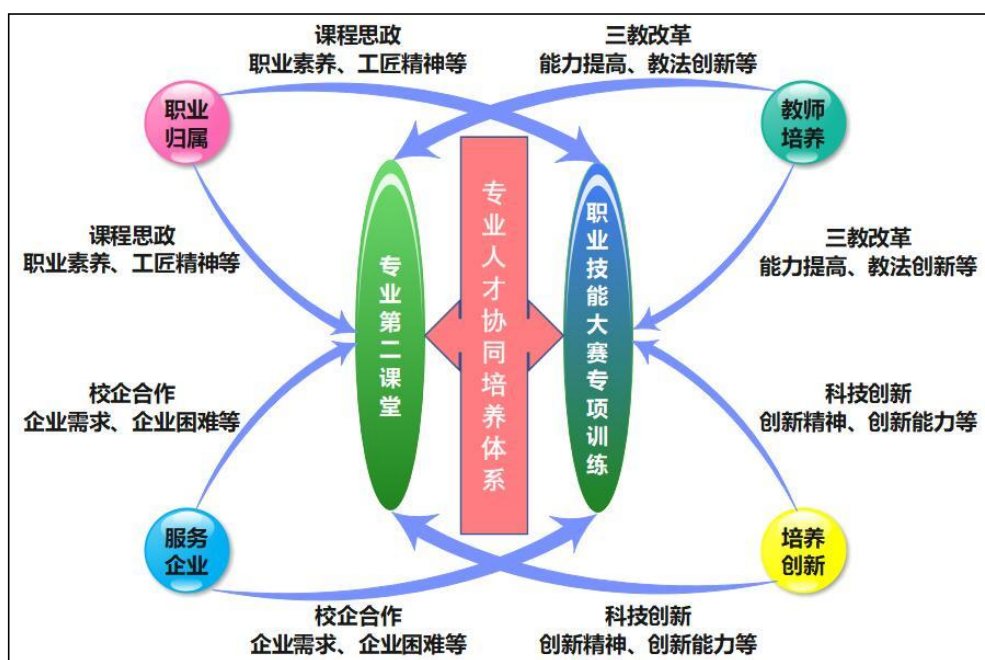 课程思政
职业素养、工匠精神等
三教改革
能力提高、教法创新等
职业
归属
教师
培养
课程思政
职业素养、工匠精神等
三教改革
能力提高、教法创新等
专业第二课堂
专业人才协同培养体系
职业技能大赛专项训练
校企合作
企业需求、企业困难等
科技创新
创新精神、创新能力等
服务
企业
培养
创新
校企合作
企业需求、企业困难等
科技创新
创新精神、创新能力等